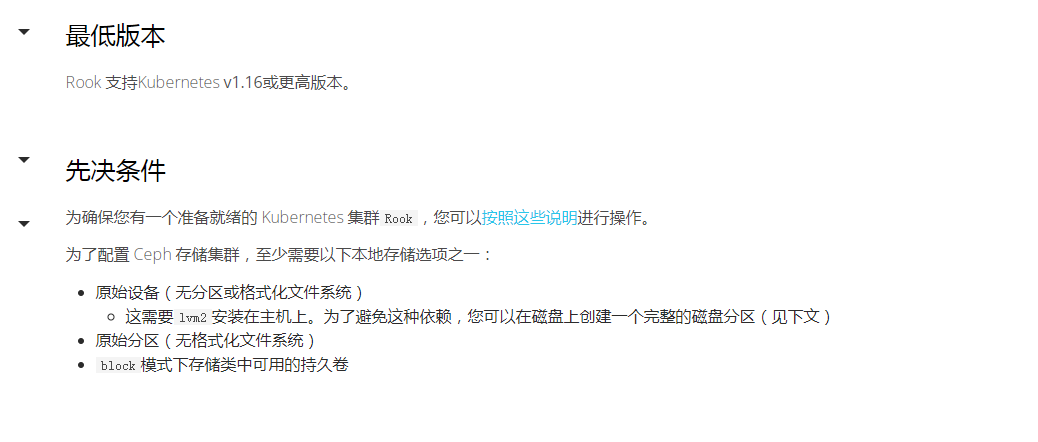 最低版本
Rook 支持Kubernetes v1.16或更高版本。
先决条件
为确保您有一个准备就绪的 Kubernetes 集群 Rook ，您可以按照这些说明进行操作。
为了配置 Ceph 存储集群，至少需要以下本地存储选项之一：
原始设备（无分区或格式化文件系统）
这需要 lvm2 安装在主机上。为了避免这种依赖，您可以在磁盘上创建一个完整的磁盘分区（见下文）
原始分区（无格式化文件系统）
block 模式下存储类中可用的持久卷